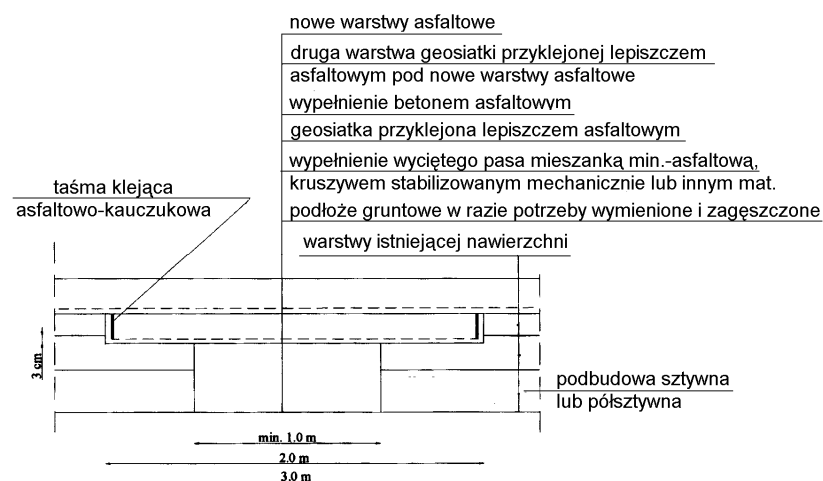 nowe warstwy asfaltowe
druga warstwa geosiatki przyklejonej lepiszczem
asfaltowym pod nowe warstwy asfaltowe
wypełnienie betonem asfaltowym
geosiatka przyklejona lepiszczem asfaltowym
wypełnienie wyciętego pasa mieszanką min.-asfaltową,
kruszywem stabilizowanym mechanicznie lub innym mat.
podłoże gruntowe w razie potrzeby wymienione i zagęszczone
warstwy istniejącej nawierzchni
taśma klejąca
asfaltowo-kauczukowa
3 cm
podbudowa sztywna
lub półsztywna
min. 1.0 m
2.0 m
3.0 m